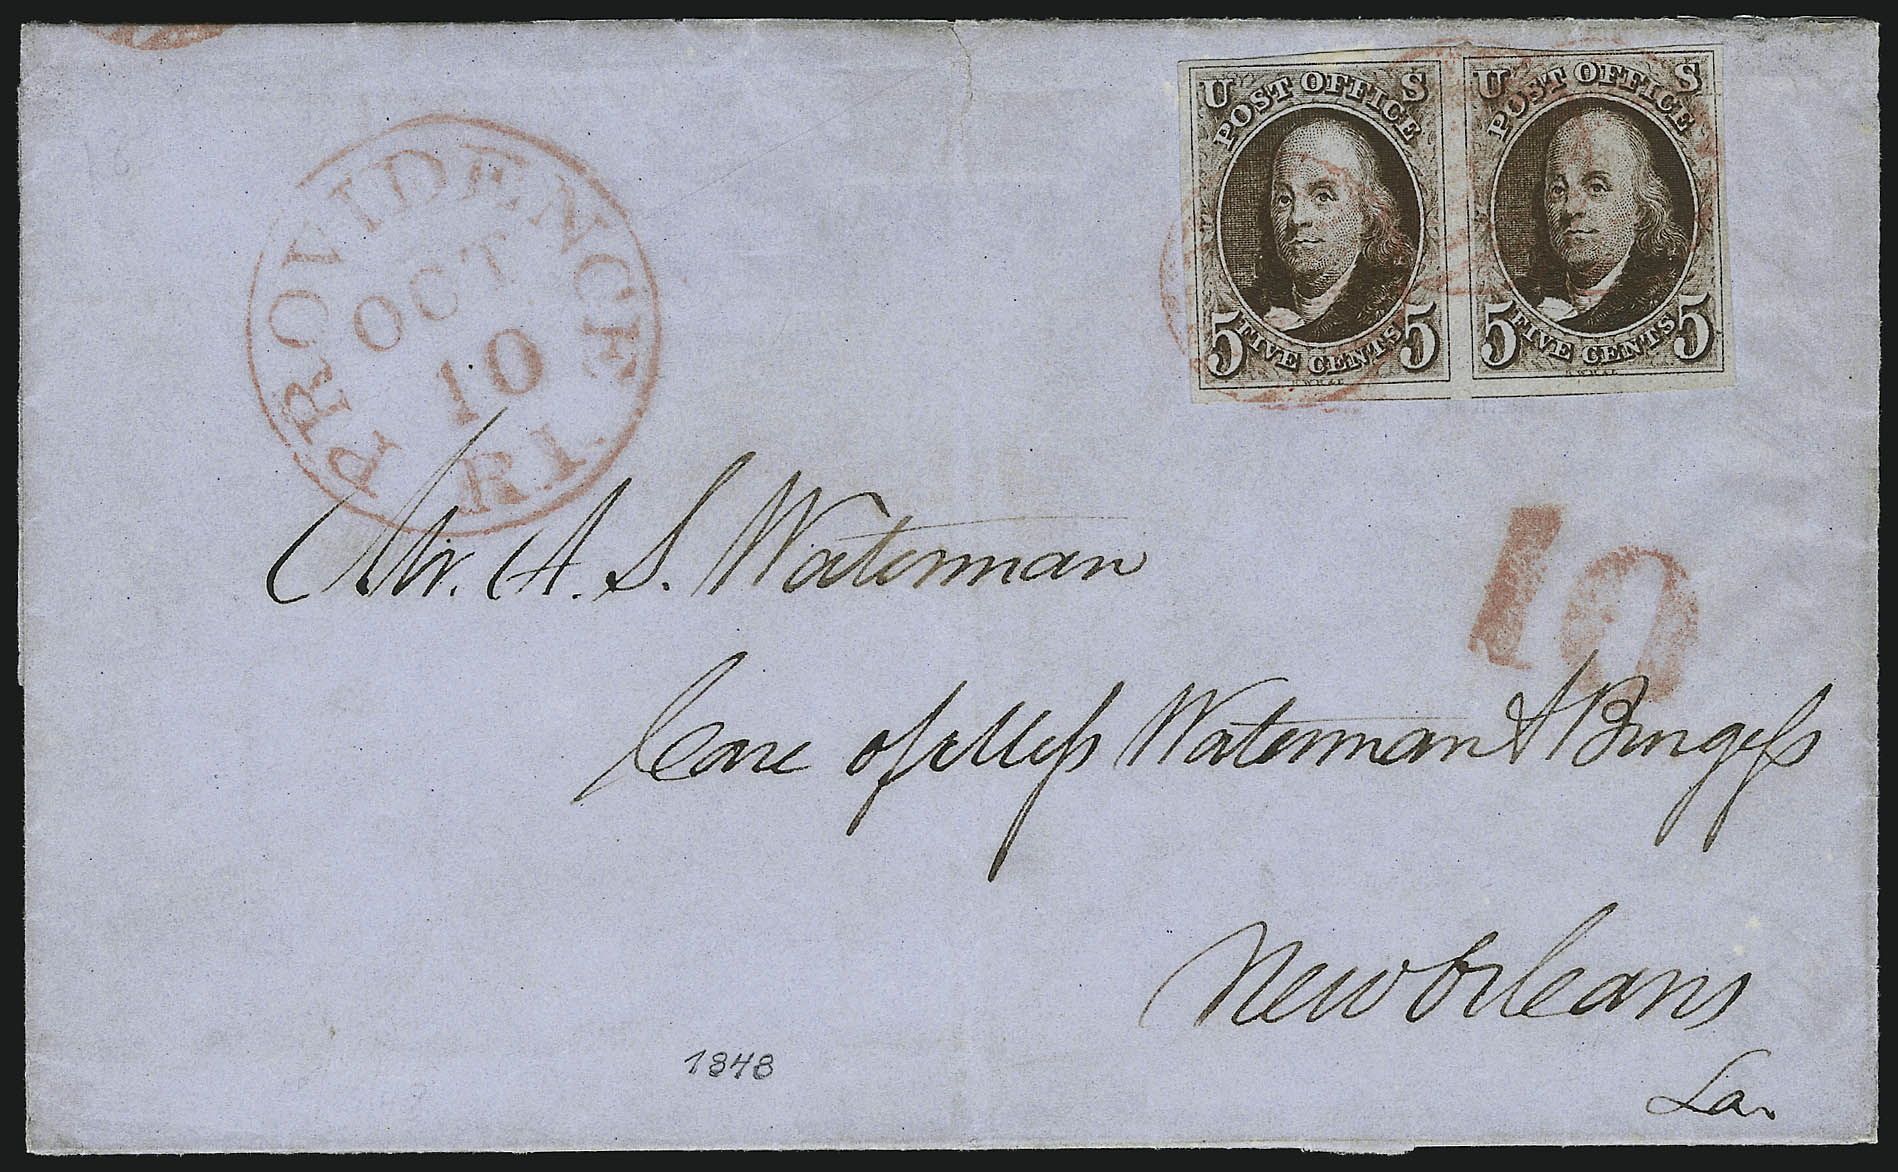 U S
POST OFFICE
5 FIVE CENTS 5
U S
POST OFFICE
5 FIVE CENTS 5
PROVIDENCE
OCT
10
R I
10
Mr. A. S. Waterman
Care of Mess Waterman & Burgess
New Orleans
La.
1848